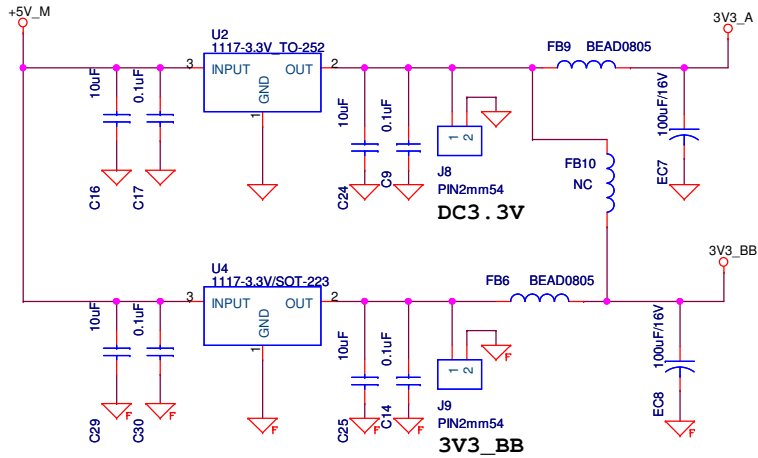 +5V_M
3V3_A
U2
1117-3.3V_TO-252
FB9 BEAD0805
3 INPUT OUT 2
GND
1
10uF
0.1uF
C16
C17
10uF
0.1uF
C24
C9
1 2
J8
PIN2mm54
DC3.3V
FB10
NC
100uF/16V
EC7
3V3_BB
U4
1117-3.3V/SOT-223
FB6 BEAD0805
3 INPUT OUT 2
GND
1
10uF
0.1uF
C29
C30
F
F
F
10uF
0.1uF
C25
C14
F
F
1 2
F
J9
PIN2mm54
3V3_BB
100uF/16V
EC8
F